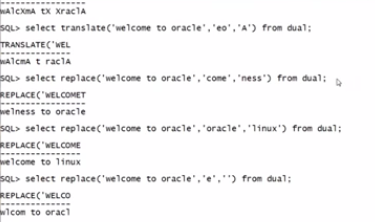 --------------------
wAlcXmA tX XraclA
SQL> select translate('welcome to oracle','eo','A') from dual;
TRANSLATE('WEL
--------------
wAlcmA t raclA
SQL> select replace('welcome to oracle','come','ness') from dual;
REPLACE('WELCOMET
-----------------
welness to oracle
SQL> select replace('welcome to oracle','oracle','linux') from dual;
REPLACE('WELCOME
----------------
welcome to linux
SQL> select replace('welcome to oracle','e','') from dual;
REPLACE('WELCO
--------------
wlcom to oracl